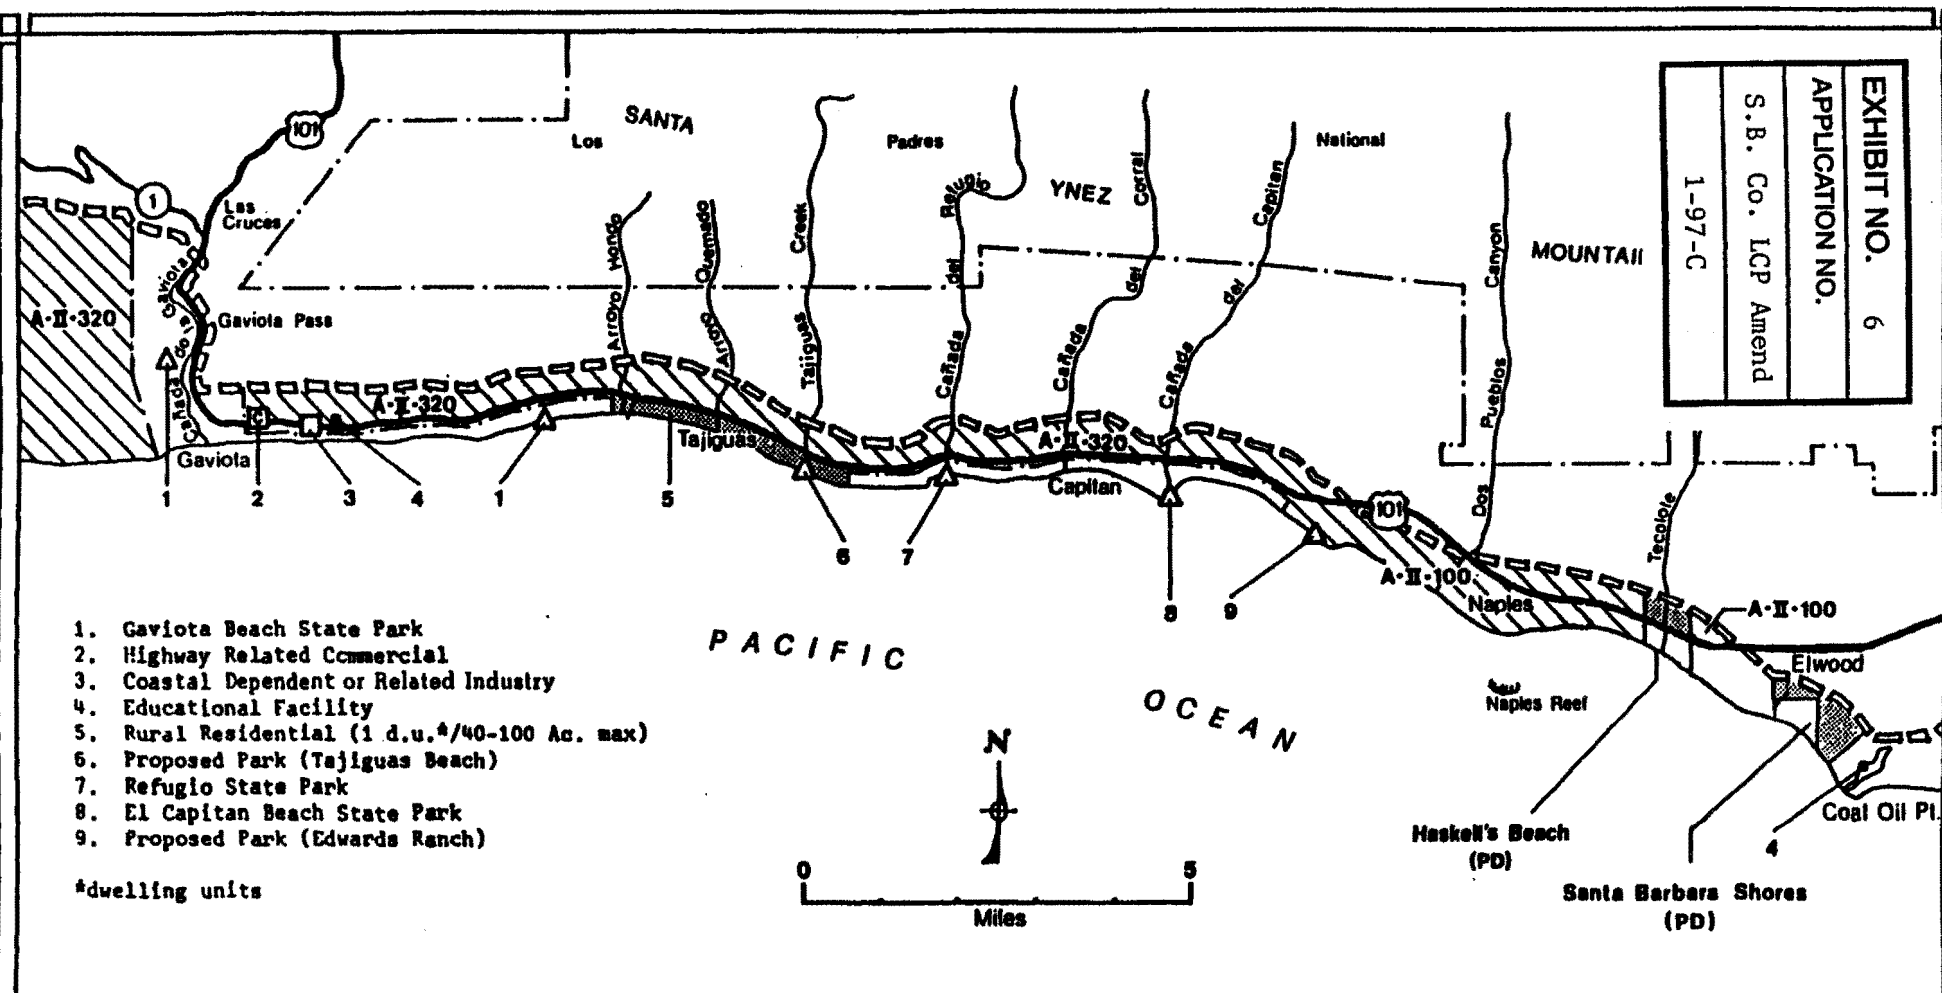 EXHIBIT NO. 6
APPLICATION NO.
S.B. Co. LCP Amend
1-97-C
SANTA
YNEZ
MOUNTAII
Los
Padres
National
101
1
Las
Cruces
Gaviota Pass
Cañada de la Gaviota
A-II-320
Gaviota
Arroyo Hondo
Arroyo Quemado
Tajiguas Creek
Cañada del Refugio
Cañada del Corral
Cañada del Capitan
Dos Pueblos Canyon
Tecolote
A-II-320
Tajiguas
A-II-320
Capitan
101
A-II-100
Naples
A-II-100
Elwood
Naples Reef
Coal Oil Pt.
1
2
3
4
1
5
6
7
8
9
4
Haskell's Beach
(PD)
Santa Barbara Shores
(PD)
PACIFIC
OCEAN
1. Gaviota Beach State Park
2. Highway Related Commercial
3. Coastal Dependent or Related Industry
4. Educational Facility
5. Rural Residential (1 d.u.*/40-100 Ac. max)
6. Proposed Park (Tajiguas Beach)
7. Refugio State Park
8. El Capitan Beach State Park
9. Proposed Park (Edwards Ranch)
*dwelling units
N
0 5
Miles